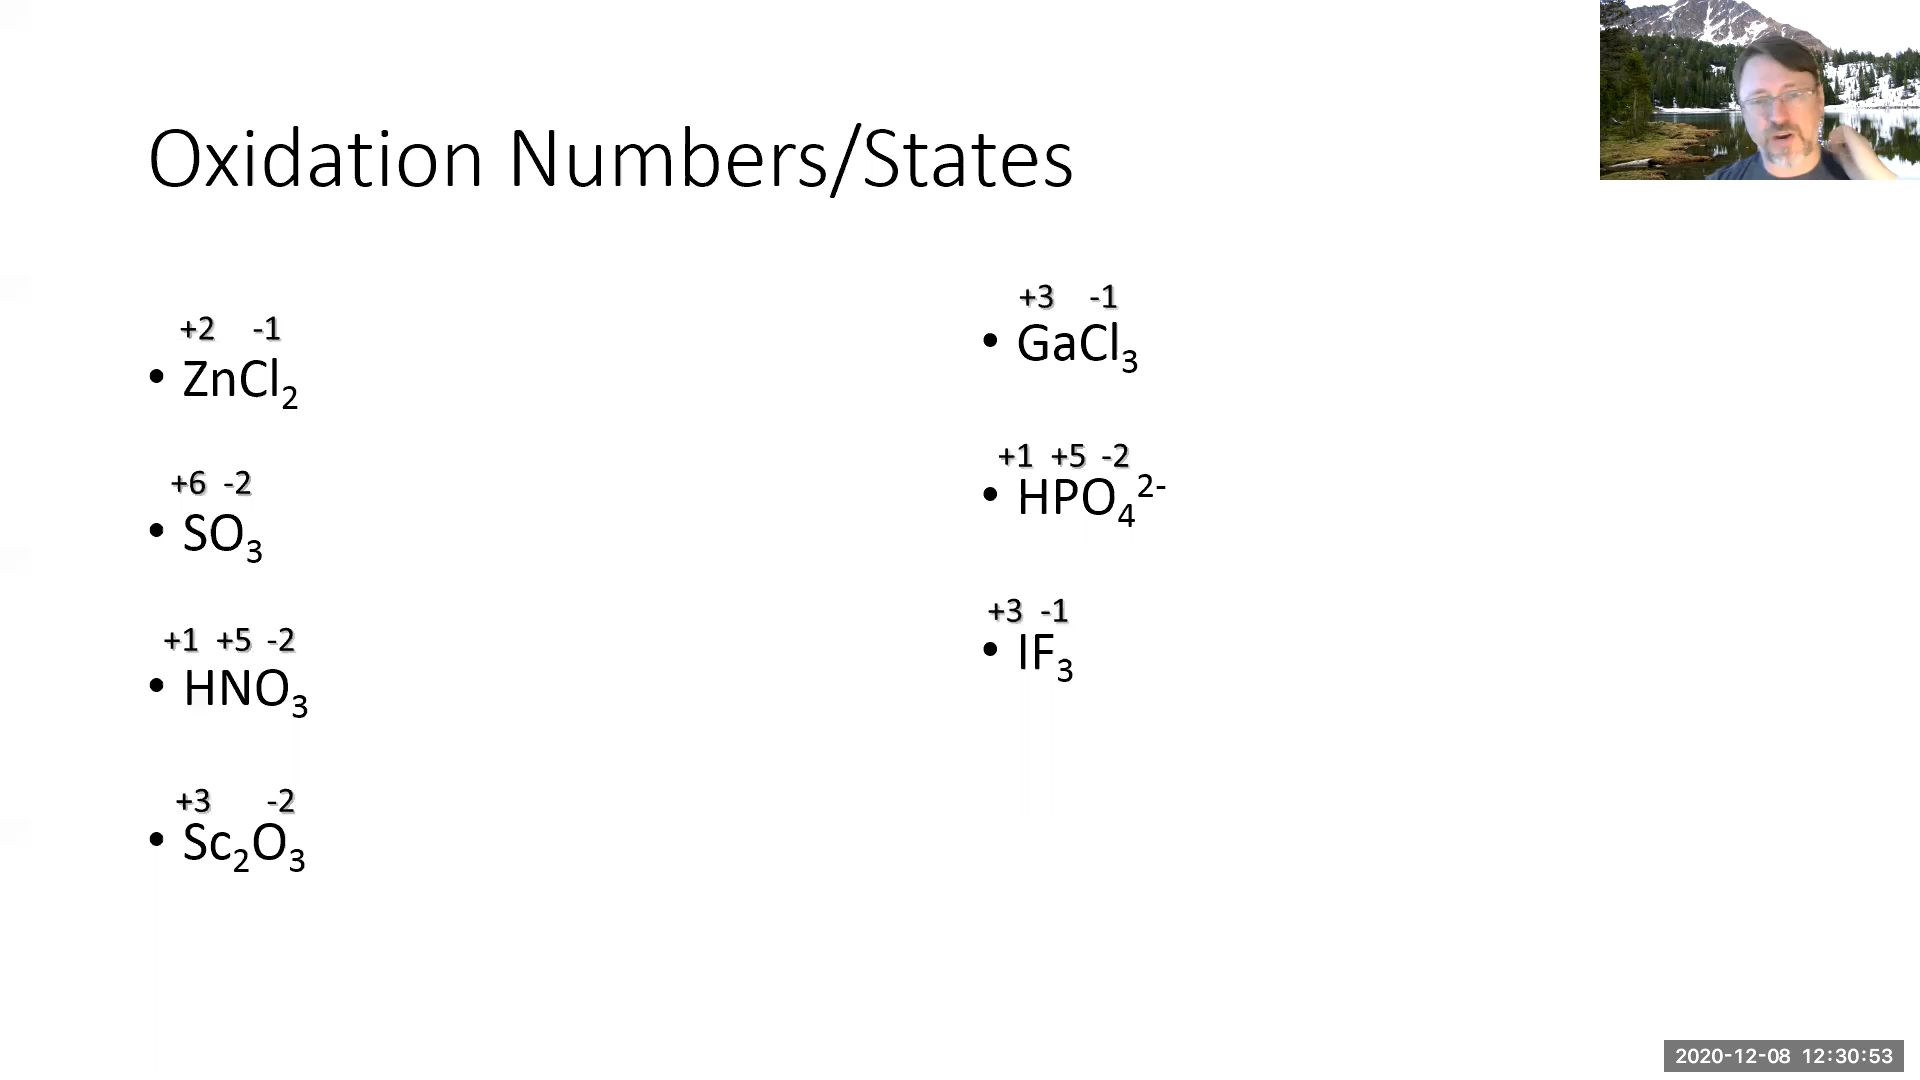 Oxidation Numbers/States
+2 -1
• ZnCl₂
+6 -2
• SO₃
+1 +5 -2
• HNO₃
+3 -2
• Sc₂O₃
+3 -1
• GaCl₃
+1 +5 -2
• HPO₄²⁻
+3 -1
• IF₃
2020-12-08 12:30:53